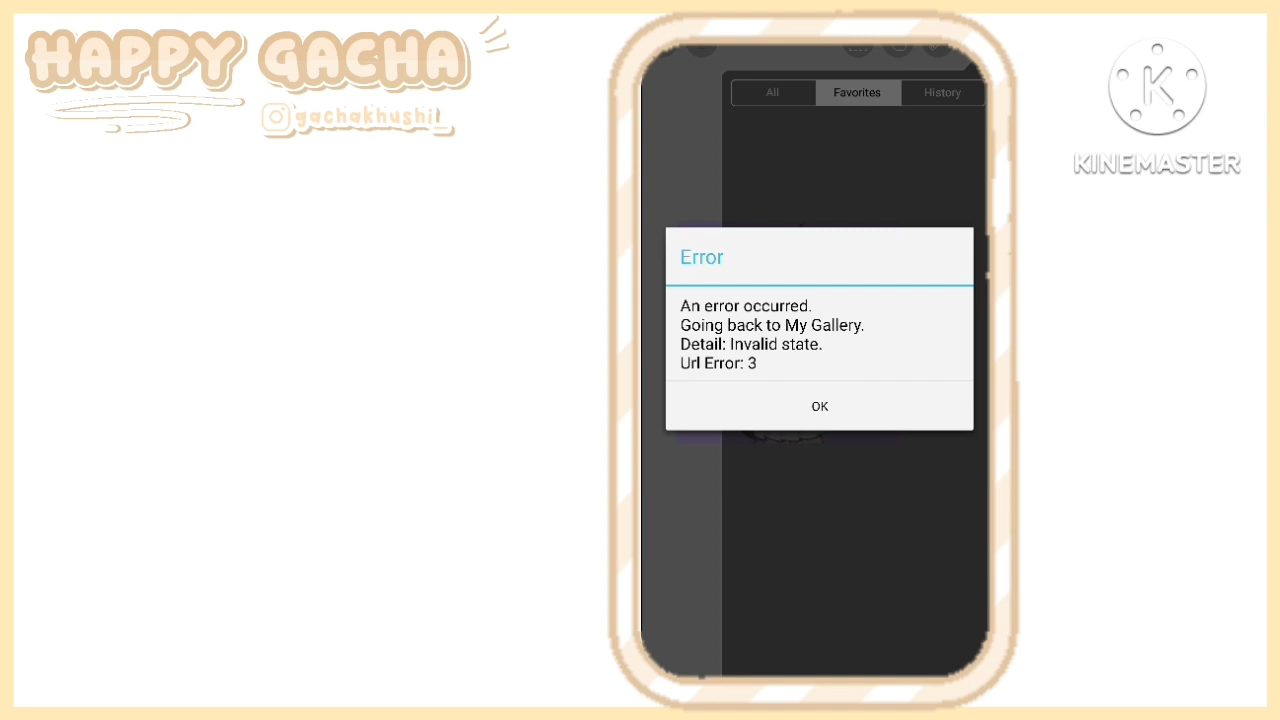 HAPPY GACHA
gachakhushi_
K
KINEMASTER
All
Favorites
History
Error
An error occurred.
Going back to My Gallery.
Detail: Invalid state.
Url Error: 3
OK